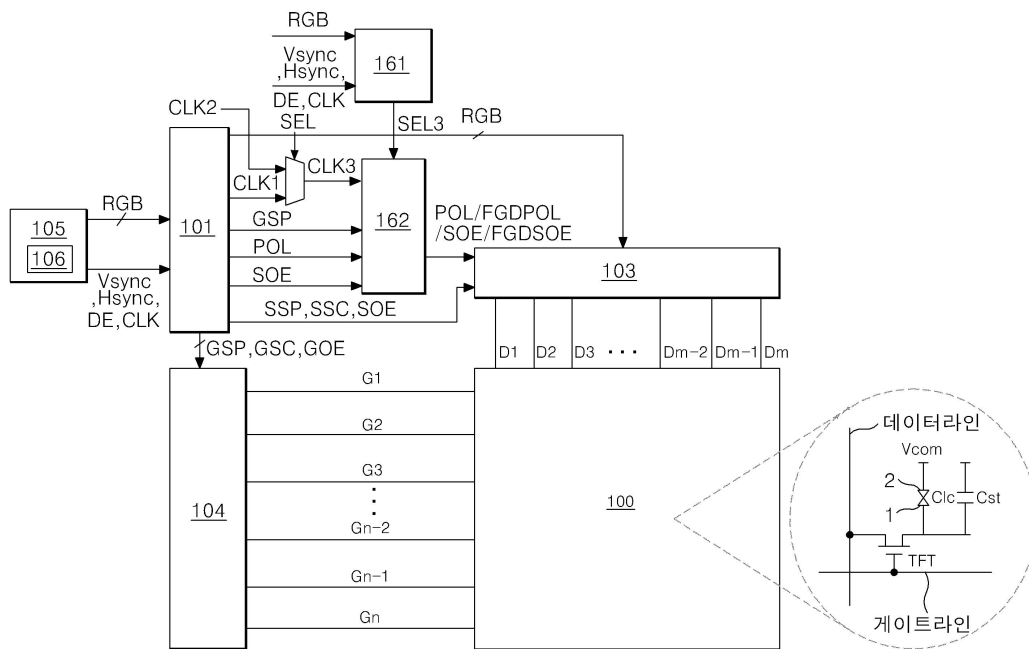 RGB
Vsync
,Hsync,
DE,CLK
161
CLK2
SEL
SEL3
RGB
CLK1
CLK3
RGB
105
106
101
162
GSP
POL
SOE
POL/FGDPOL
/SOE/FGDSOE
103
Vsync
,Hsync,
DE,CLK
SSP,SSC,SOE
GSP,GSC,GOE
D1 D2 D3 ··· Dm-2 Dm-1 Dm
G1
G2
G3
⋮
Gn-2
Gn-1
Gn
104
100
데이터라인
Vcom
2
Clc
Cst
1
TFT
게이트라인